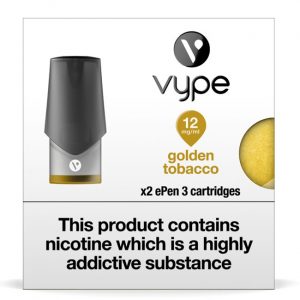 vype
12
mg/ml
golden
tobacco
x2 ePen 3 cartridges
This product contains
nicotine which is a highly
addictive substance